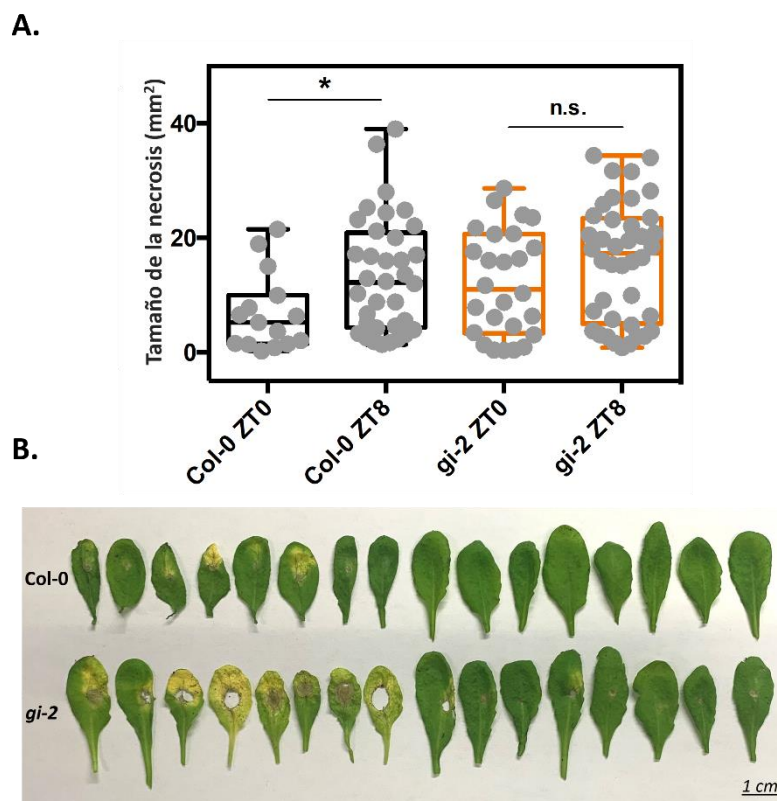 A.
Tamaño de la necrosis (mm²)
40
20
0
*
n.s.
Col-0 ZT0
Col-0 ZT8
gi-2 ZT0
gi-2 ZT8
B.
Col-0
gi-2
1 cm